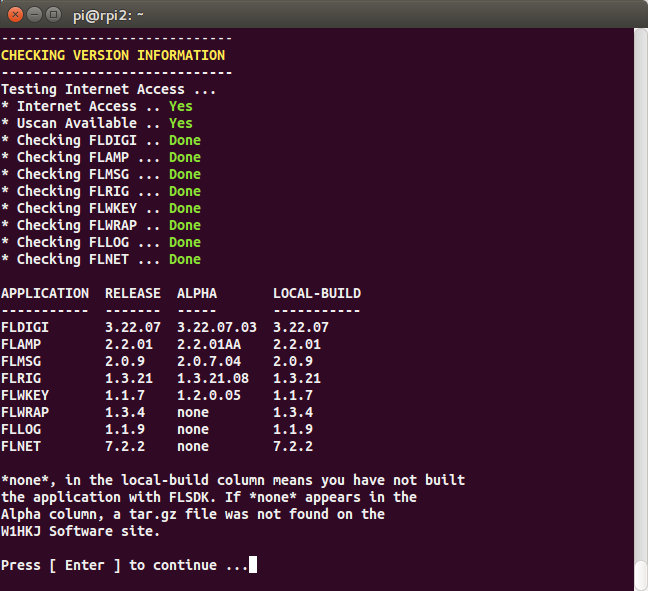 pi@rpi2: ~
-----------------------------
CHECKING VERSION INFORMATION
-----------------------------
Testing Internet Access ...
* Internet Access .. Yes
* Uscan Available .. Yes
* Checking FLDIGI .. Done
* Checking FLAMP ... Done
* Checking FLMSG ... Done
* Checking FLRIG ... Done
* Checking FLWKEY .. Done
* Checking FLWRAP .. Done
* Checking FLLOG ... Done
* Checking FLNET ... Done
APPLICATION  RELEASE  ALPHA       LOCAL-BUILD
-----------  -------  -----       -----------
FLDIGI       3.22.07  3.22.07.03  3.22.07
FLAMP        2.2.01   2.2.01AA    2.2.01
FLMSG        2.0.9    2.0.7.04    2.0.9
FLRIG        1.3.21   1.3.21.08   1.3.21
FLWKEY       1.1.7    1.2.0.05    1.1.7
FLWRAP       1.3.4    none        1.3.4
FLLOG        1.1.9    none        1.1.9
FLNET        7.2.2    none        7.2.2
*none*, in the local-build column means you have not built
the application with FLSDK. If *none* appears in the
Alpha column, a tar.gz file was not found on the
W1HKJ Software site.
Press [ Enter ] to continue ...